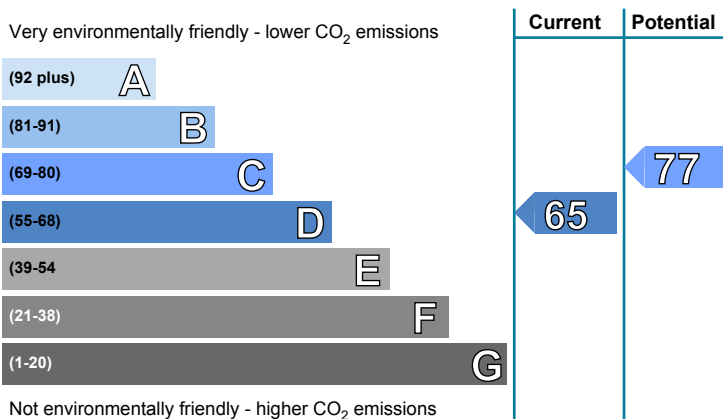 Current Potential
Very environmentally friendly - lower CO₂ emissions
(92 plus) A
(81-91) B
(69-80) C
77
(55-68) D
65
(39-54 E
(21-38) F
(1-20) G
Not environmentally friendly - higher CO₂ emissions